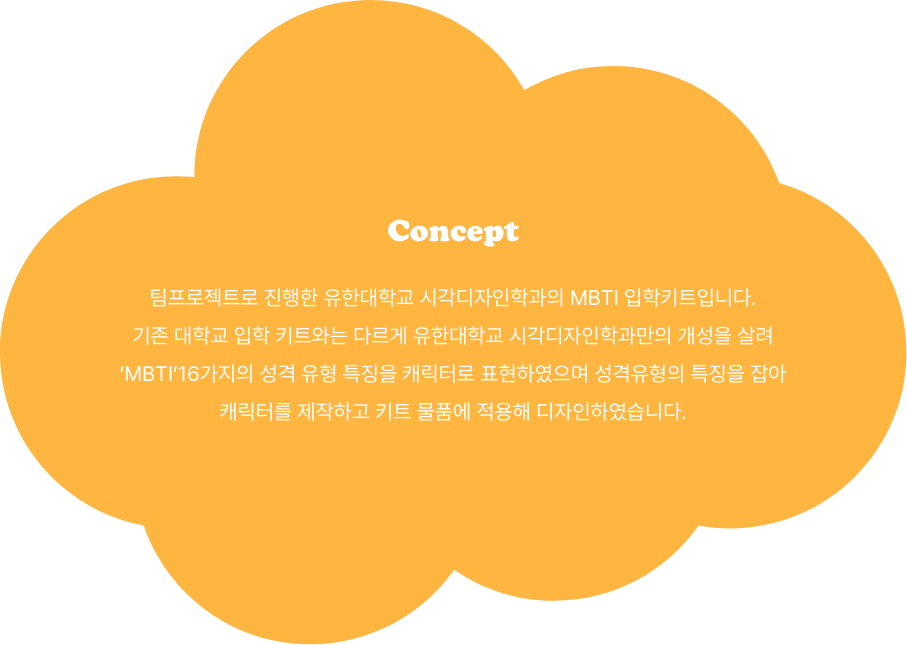 Concept
팀프로젝트로 진행한 유한대학교 시각디자인학과의 MBTI 입학키트입니다.
기존 대학교 입학 키트와는 다르게 유한대학교 시각디자인학과만의 개성을 살려
‘MBTI’16가지의 성격 유형 특징을 캐릭터로 표현하였으며 성격유형의 특징을 잡아
캐릭터를 제작하고 키트 물품에 적용해 디자인하였습니다.